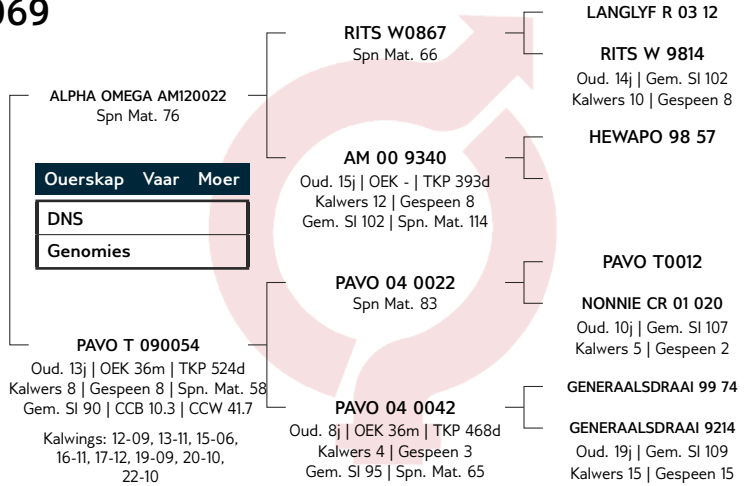 069
ALPHA OMEGA AM120022
Spn Mat. 76
Ouerskap Vaar Moer
DNS
Genomies
PAVO T 090054
Oud. 13j | OEK 36m | TKP 524d
Kalwers 8 | Gespeen 8 | Spn. Mat. 58
Gem. SI 90 | CCB 10.3 | CCW 41.7
Kalwings: 12-09, 13-11, 15-06,
16-11, 17-12, 19-09, 20-10,
22-10
RITS W0867
Spn Mat. 66
AM 00 9340
Oud. 15j | OEK - | TKP 393d
Kalwers 12 | Gespeen 8
Gem. SI 102 | Spn. Mat. 114
PAVO 04 0022
Spn Mat. 83
PAVO 04 0042
Oud. 8j | OEK 36m | TKP 468d
Kalwers 4 | Gespeen 3
Gem. SI 95 | Spn. Mat. 65
LANGLYF R 03 12
RITS W 9814
Oud. 14j | Gem. SI 102
Kalwers 10 | Gespeen 8
HEWAPO 98 57
PAVO T0012
NONNIE CR 01 020
Oud. 10j | Gem. SI 107
Kalwers 5 | Gespeen 2
GENERAALSDRAAI 99 74
GENERAALSDRAAI 9214
Oud. 19j | Gem. SI 109
Kalwers 15 | Gespeen 15